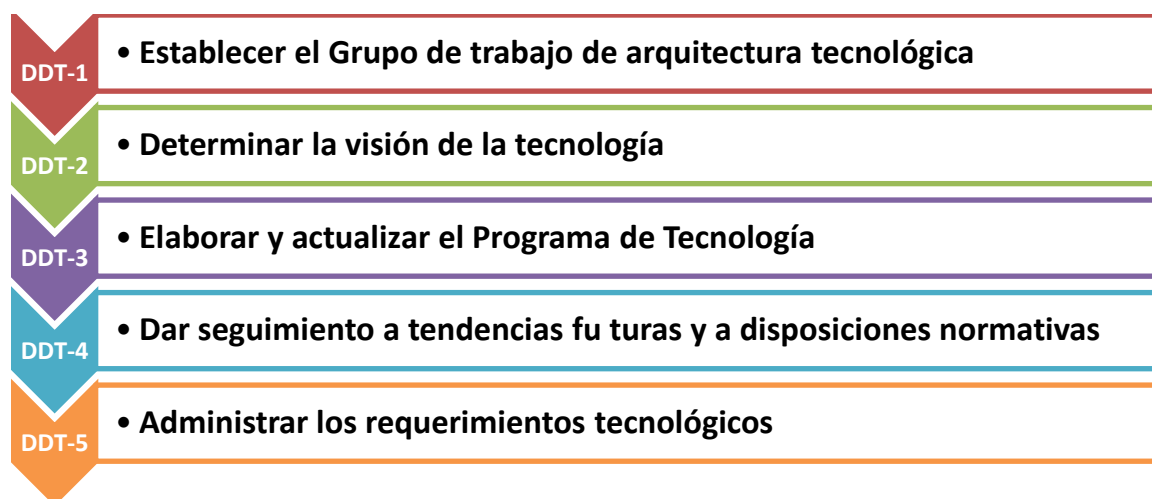 DDT-1
• Establecer el Grupo de trabajo de arquitectura tecnológica
DDT-2
• Determinar la visión de la tecnología
DDT-3
• Elaborar y actualizar el Programa de Tecnología
DDT-4
• Dar seguimiento a tendencias fu turas y a disposiciones normativas
DDT-5
• Administrar los requerimientos tecnológicos